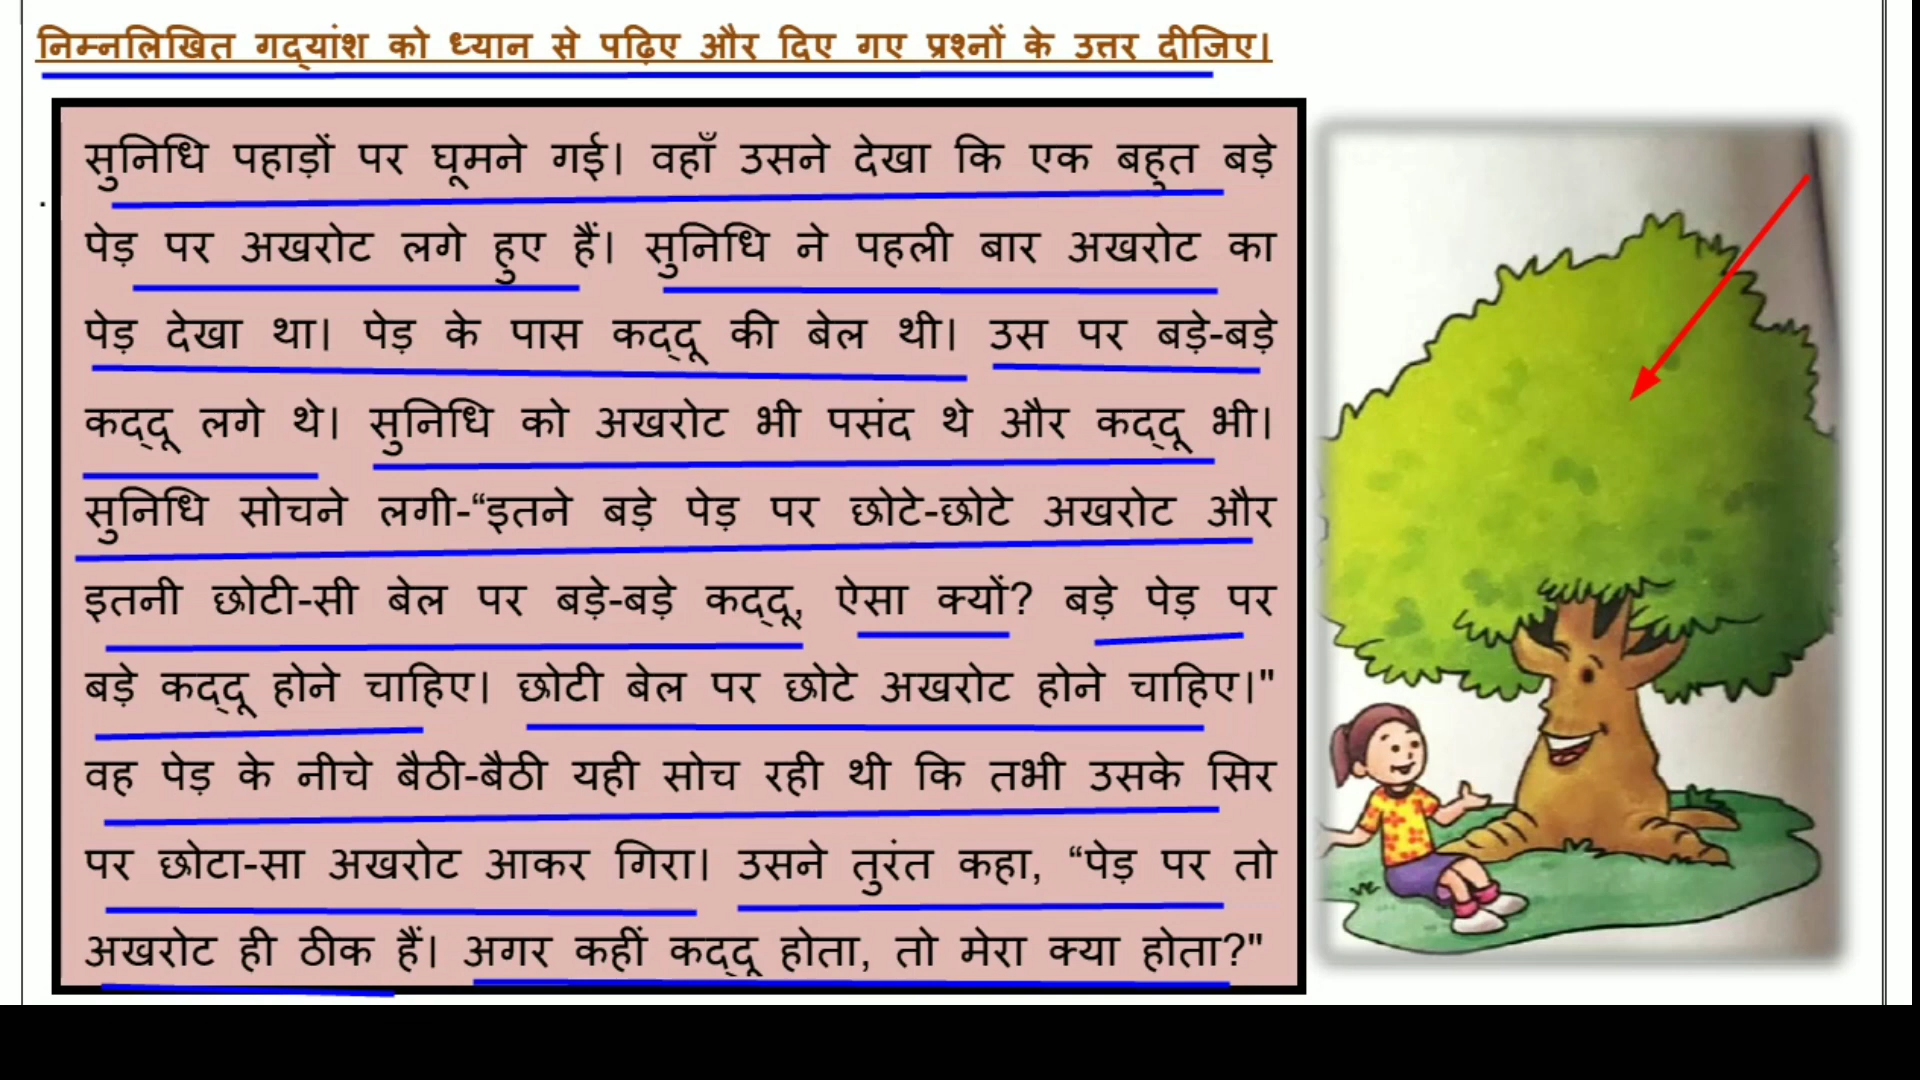 निम्नलिखित गद्यांश को ध्यान से पढ़िए और दिए गए प्रश्नों के उत्तर दीजिए।
सुनिधि पहाड़ों पर घूमने गई। वहाँ उसने देखा कि एक बहुत बड़े
पेड़ पर अखरोट लगे हुए हैं। सुनिधि ने पहली बार अखरोट का
पेड़ देखा था। पेड़ के पास कद्दू की बेल थी। उस पर बड़े-बड़े
कद्दू लगे थे। सुनिधि को अखरोट भी पसंद थे और कद्दू भी।
सुनिधि सोचने लगी-“इतने बड़े पेड़ पर छोटे-छोटे अखरोट और
इतनी छोटी-सी बेल पर बड़े-बड़े कद्दू, ऐसा क्यों? बड़े पेड़ पर
बड़े कद्दू होने चाहिए। छोटी बेल पर छोटे अखरोट होने चाहिए।"
वह पेड़ के नीचे बैठी-बैठी यही सोच रही थी कि तभी उसके सिर
पर छोटा-सा अखरोट आकर गिरा। उसने तुरंत कहा, “पेड़ पर तो
अखरोट ही ठीक हैं। अगर कहीं कद्दू होता, तो मेरा क्या होता?"